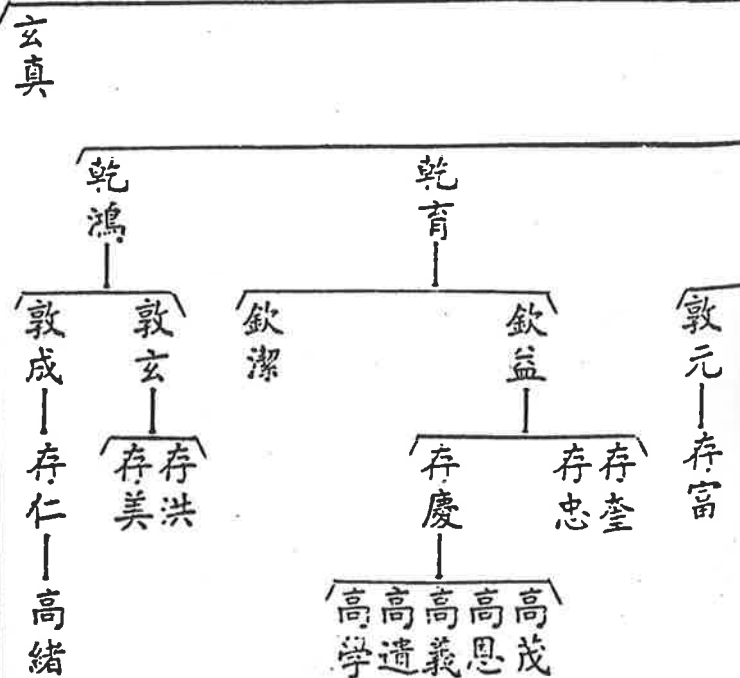 玄真
乾育
乾鴻
敦元
欽益
欽潔
敦玄
敦成
存富
存奎
存忠
存慶
存洪
存美
存仁
高茂
高恩
高義
高遣
高学
高緒